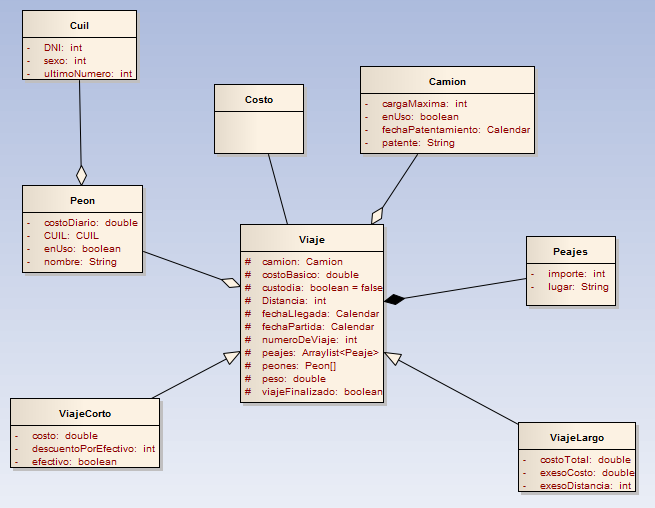 Cuil
- DNI: int
- sexo: int
- ultimoNumero: int
Costo
Camion
- cargaMaxima: int
- enUso: boolean
- fechaPatentamiento: Calendar
- patente: String
Peon
- costoDiario: double
- CUIL: CUIL
- enUso: boolean
- nombre: String
Viaje
# camion: Camion
# costoBasico: double
# custodia: boolean = false
# Distancia: int
# fechaLlegada: Calendar
# fechaPartida: Calendar
# numeroDeViaje: int
# peajes: Arraylist<Peaje>
# peones: Peon[]
# peso: double
# viajeFinalizado: boolean
Peajes
- importe: int
- lugar: String
ViajeCorto
- costo: double
- descuentoPorEfectivo: int
- efectivo: boolean
ViajeLargo
- costoTotal: double
- exesoCosto: double
- exesoDistancia: int